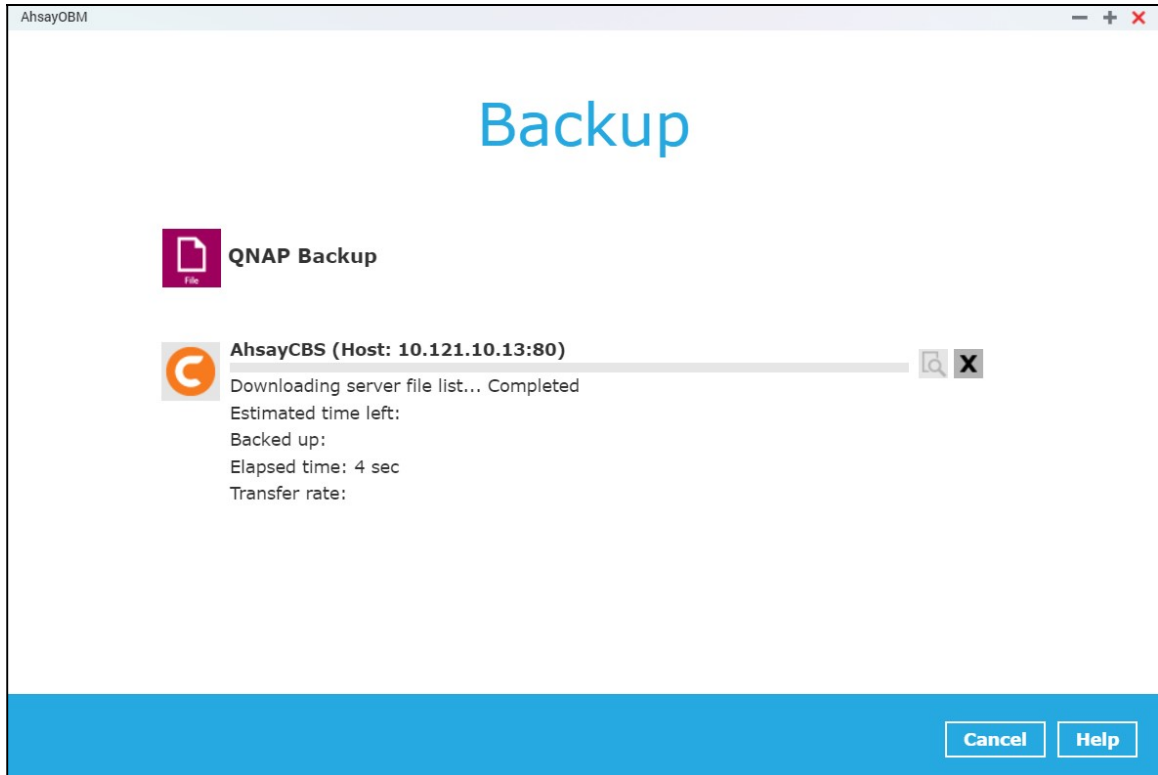 AhsayOBM
Backup
File
QNAP Backup
C
AhsayCBS (Host: 10.121.10.13:80)
X
Downloading server file list... Completed
Estimated time left:
Backed up:
Elapsed time: 4 sec
Transfer rate:
Cancel
Help